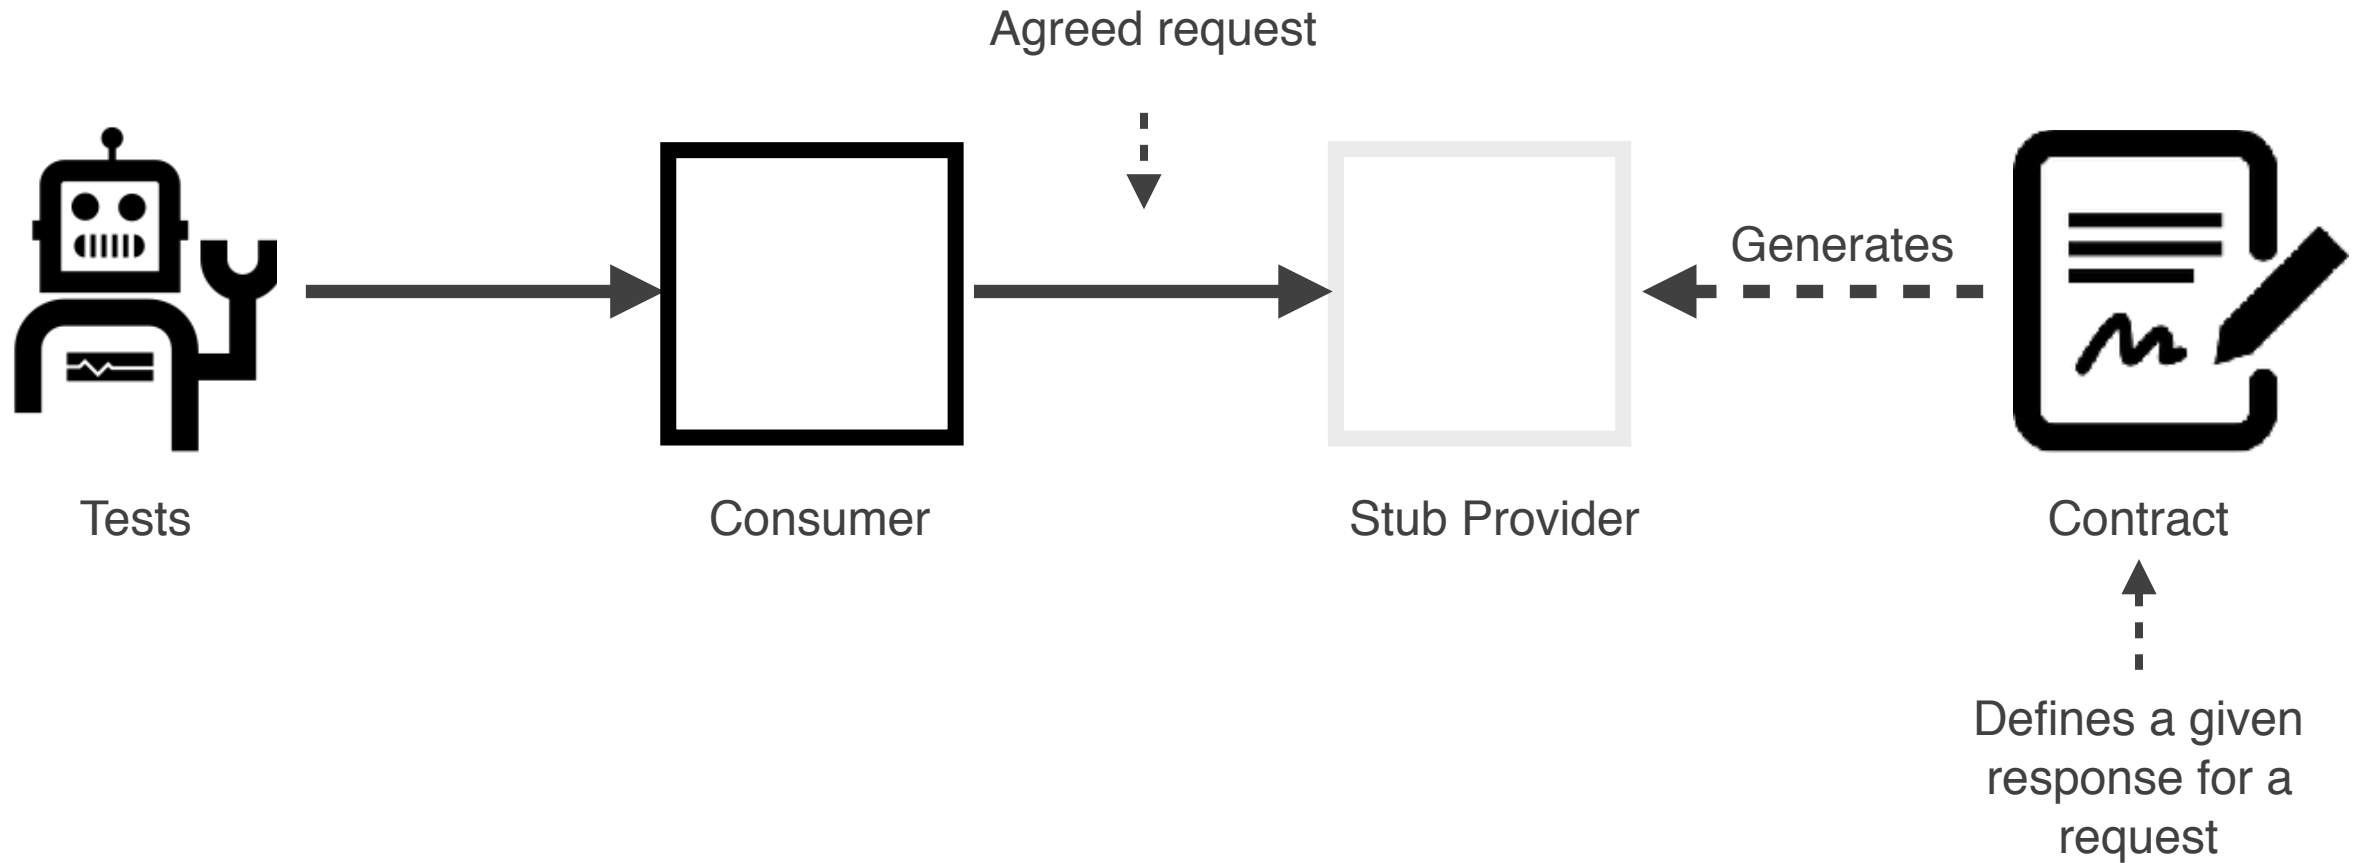 Agreed request
Generates
Tests
Consumer
Stub Provider
Contract
Defines a given
response for a
request